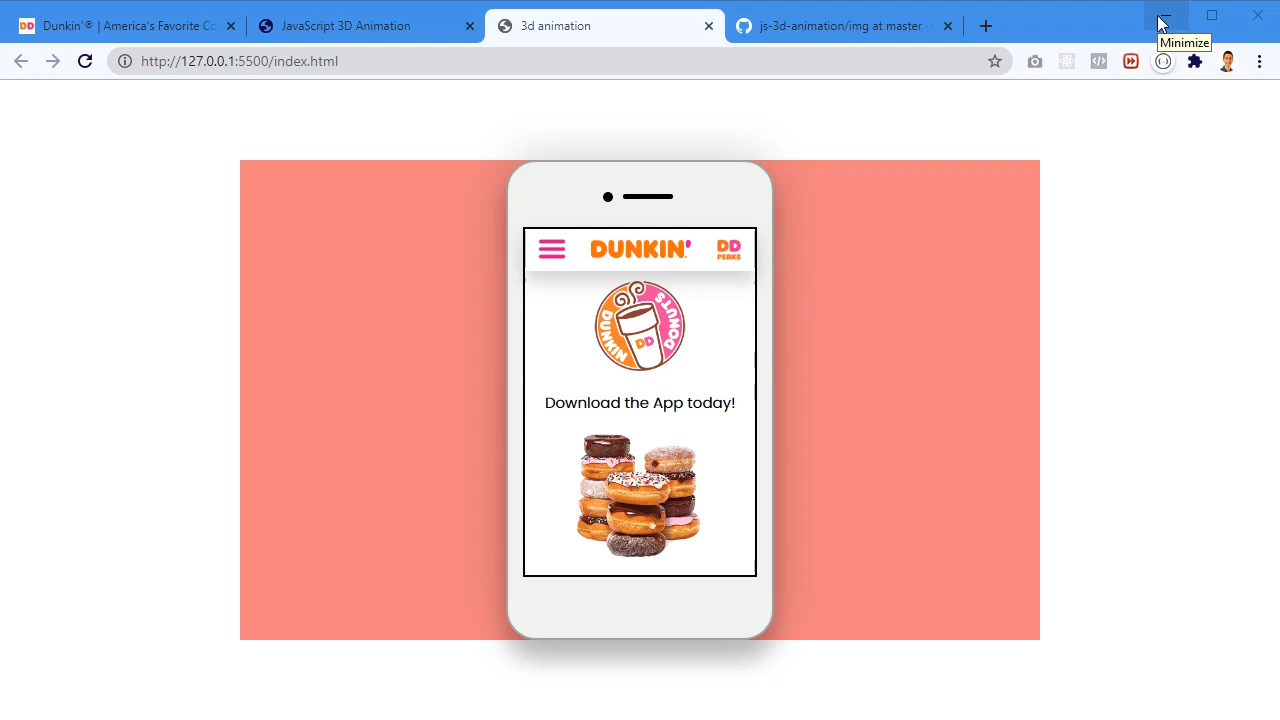 Dunkin'® | America's Favorite Co
JavaScript 3D Animation
3d animation
js-3d-animation/img at master ·
Minimize
http://127.0.0.1:5500/index.html
DUNKIN'
DD
PERKS
DUNKIN
DONUTS
DD
Download the App today!